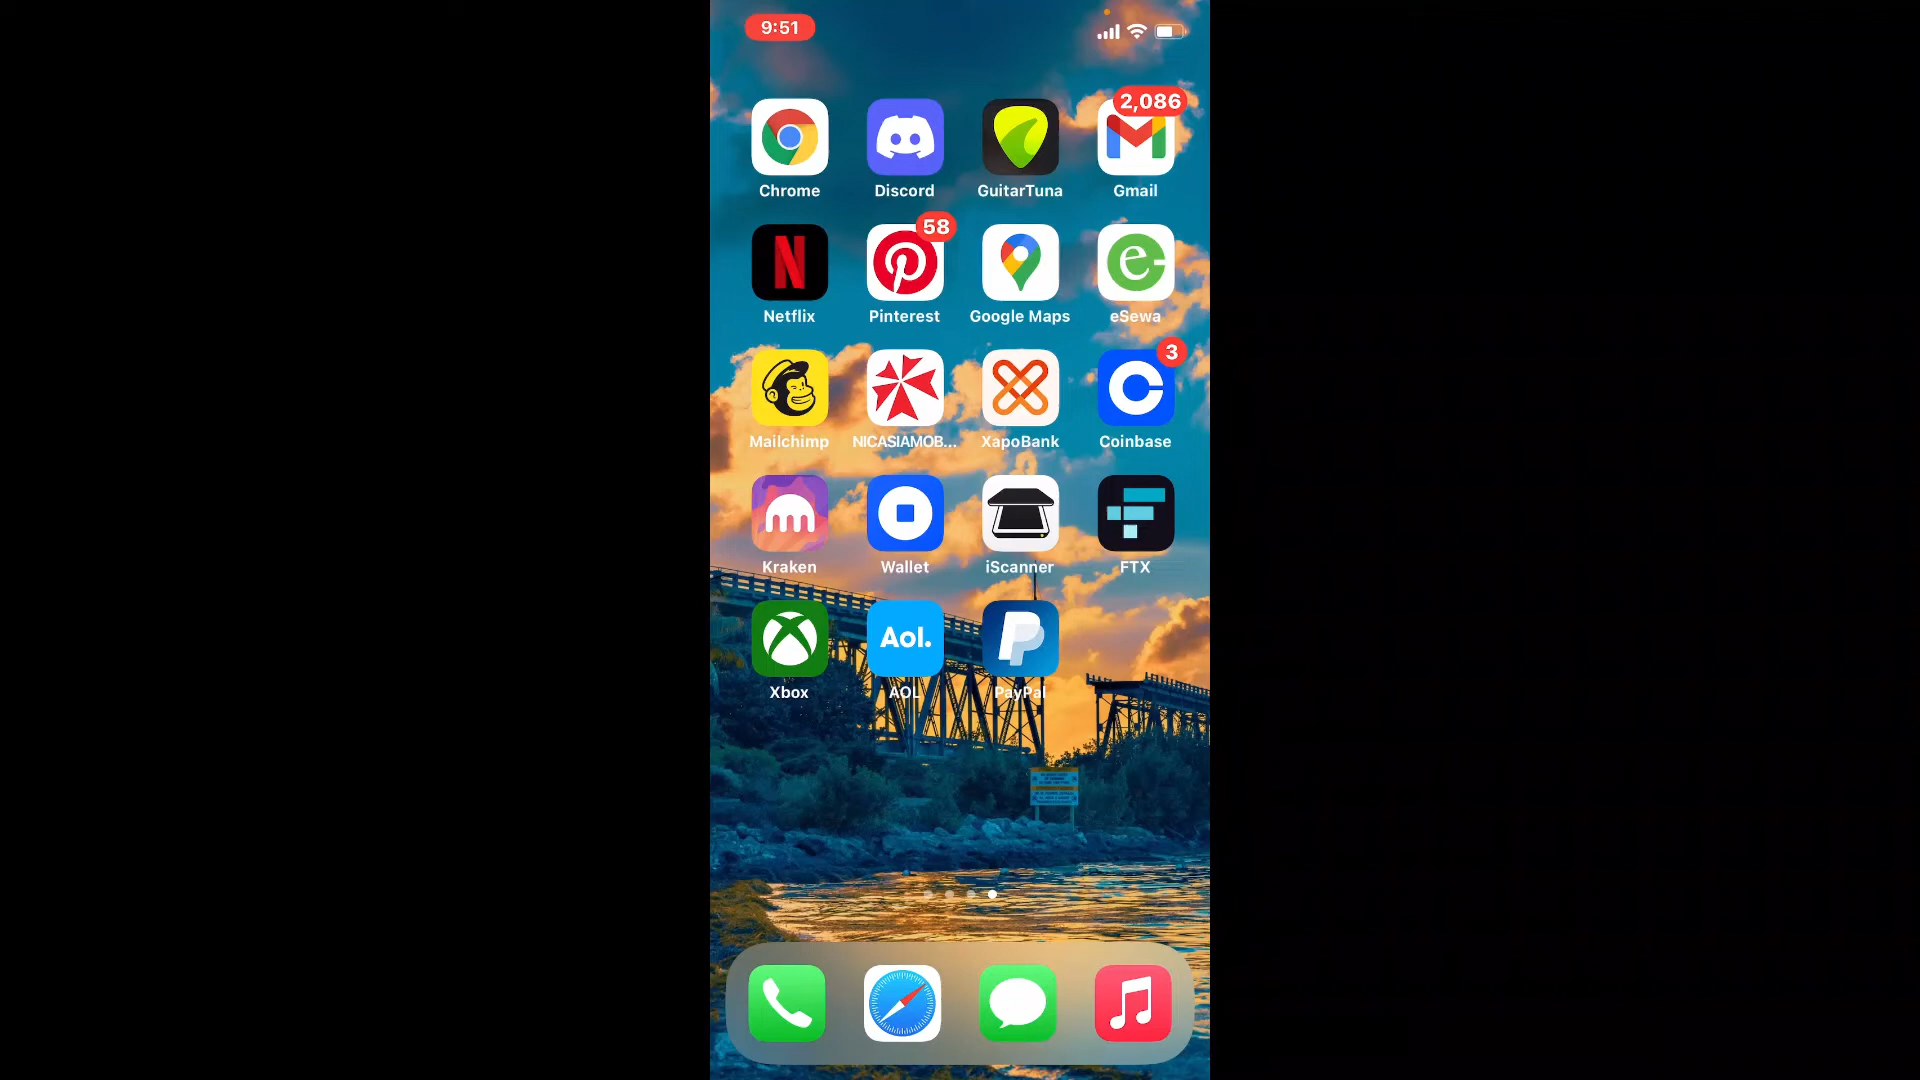 9:51
2,086
Chrome
Discord
GuitarTuna
Gmail
58
Netflix
Pinterest
Google Maps
eSewa
3
Mailchimp
NICASIAMOB...
XapoBank
Coinbase
Kraken
Wallet
iScanner
FTX
Aol.
Xbox
AOL
PayPal